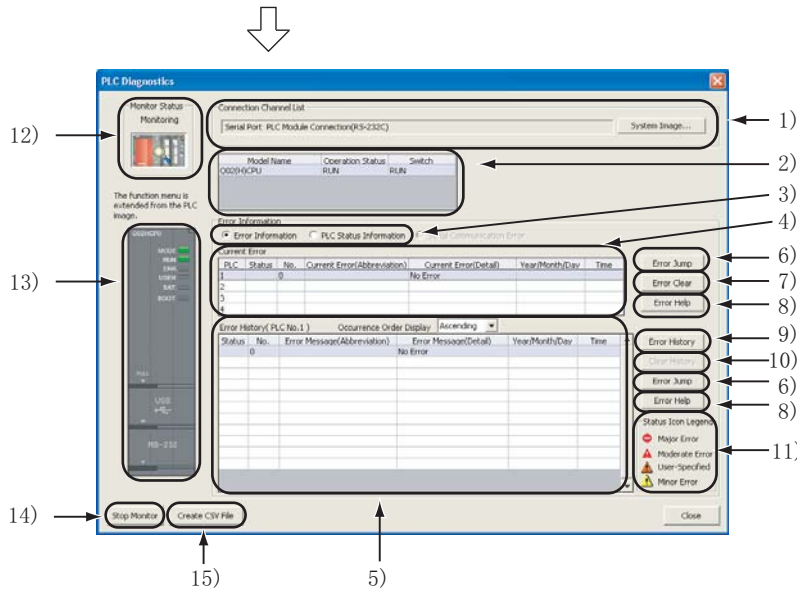 PLC Diagnostics
Monitor Status
Monitoring
Connection Channel List
Serial Port PLC Module Connection(RS-232C)
System Image...
1)
12)
2)
Model Name Operation Status Switch
Q02(H)CPU RUN RUN
3)
4)
The function menu is
extended from the PLC
image.
Error Information
Error Information PLC Status Information Communication Error
Q02(H)CPU
MODE
RUN
ERR.
USER
BAT.
BOOT
PULL
USB
RS-232
13)
Current Error
PLC Status No. Current Error(Abbreviation) Current Error(Detail) Year/Month/Day Time
1 0 No Error
2
3
4
Error Jump
6)
Error Clear
7)
Error Help
8)
Error History( PLC No.1 ) Occurrence Order Display Ascending
Status No. Error Message(Abbreviation) Error Message(Detail) Year/Month/Day Time
0 No Error
Error History
9)
Clear History
10)
Error Jump
6)
Error Help
8)
Status Icon Legend
Major Error
Moderate Error
User-Specified
Minor Error
11)
14)
Stop Monitor
Create CSV File
Close
15)
5)